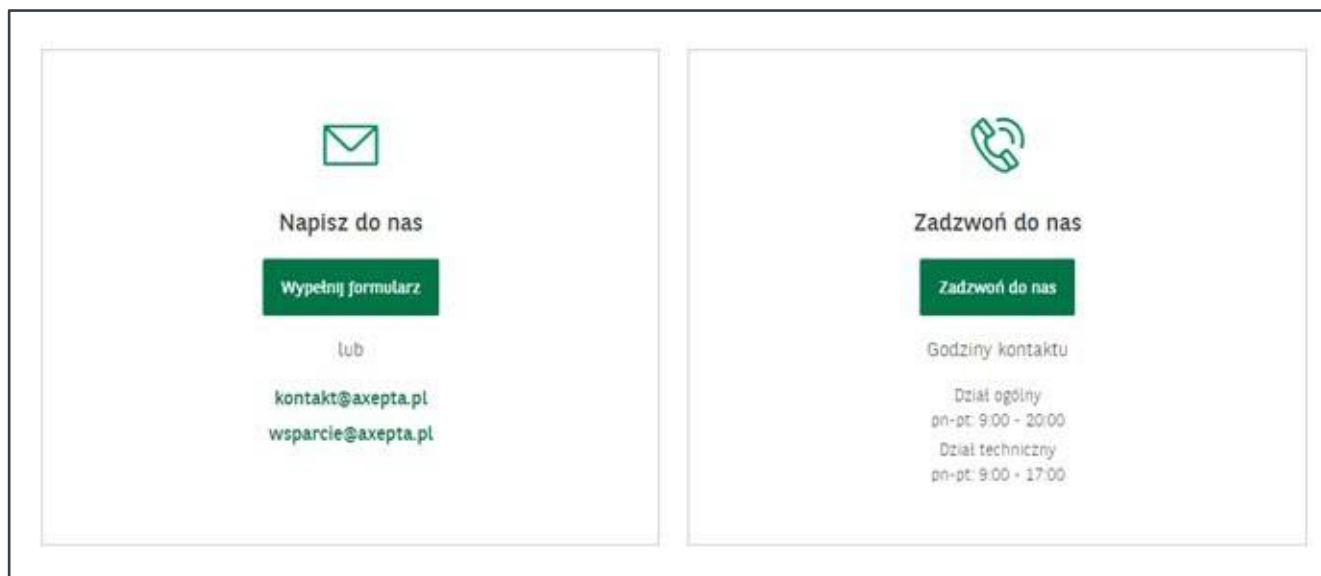 Napisz do nas
Wypełnij formularz
lub
kontakt@axepta.pl
wsparcie@axepta.pl
Zadzwoń do nas
Zadzwoń do nas
Godziny kontaktu
Dział ogólny
pn-pt: 9:00 - 20:00
Dział techniczny
pn-pt: 9:00 - 17:00